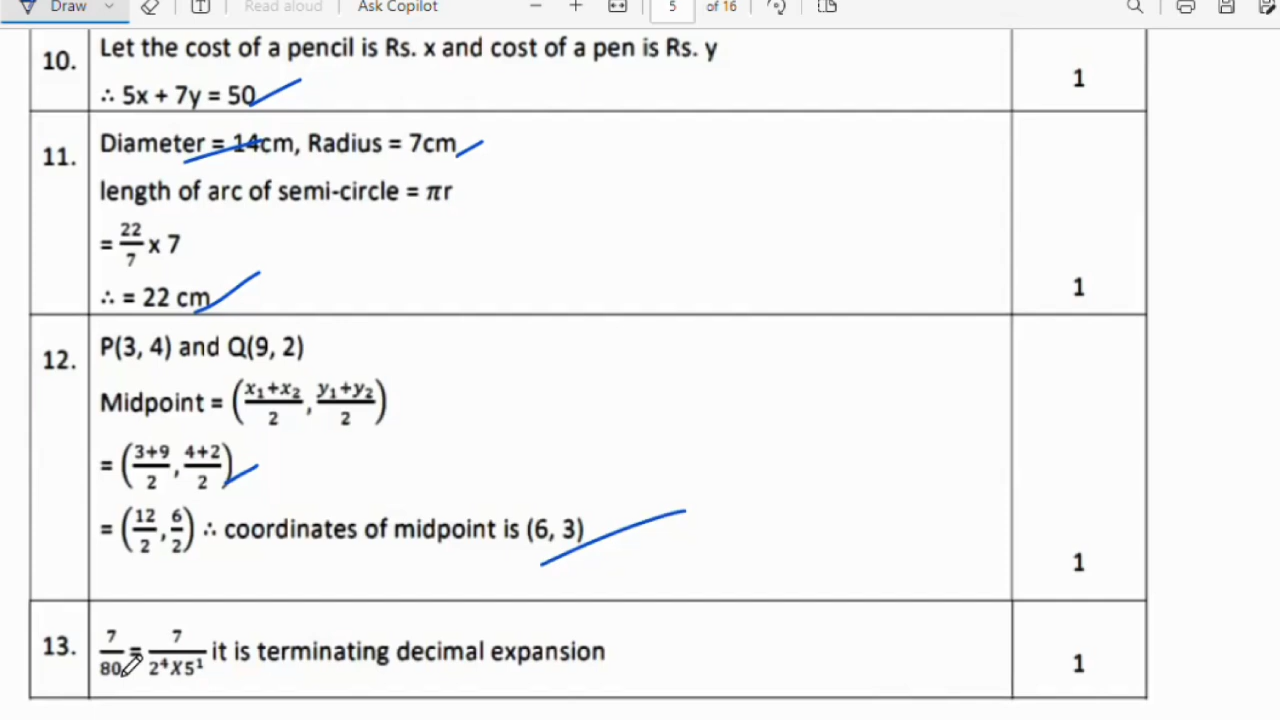 Draw Read aloud Ask Copilot − + 5 of 16
10. Let the cost of a pencil is Rs. x and cost of a pen is Rs. y
∴ 5x + 7y = 50 1
11. Diameter = 14cm, Radius = 7cm
length of arc of semi-circle = πr
= 22/7 x 7
∴ = 22 cm 1
12. P(3, 4) and Q(9, 2)
Midpoint = (x₁+x₂/2, y₁+y₂/2)
= (3+9/2, 4+2/2)
= (12/2, 6/2) ∴ coordinates of midpoint is (6, 3)
1
13. 7/80 = 7/2⁴X5¹ it is terminating decimal expansion 1